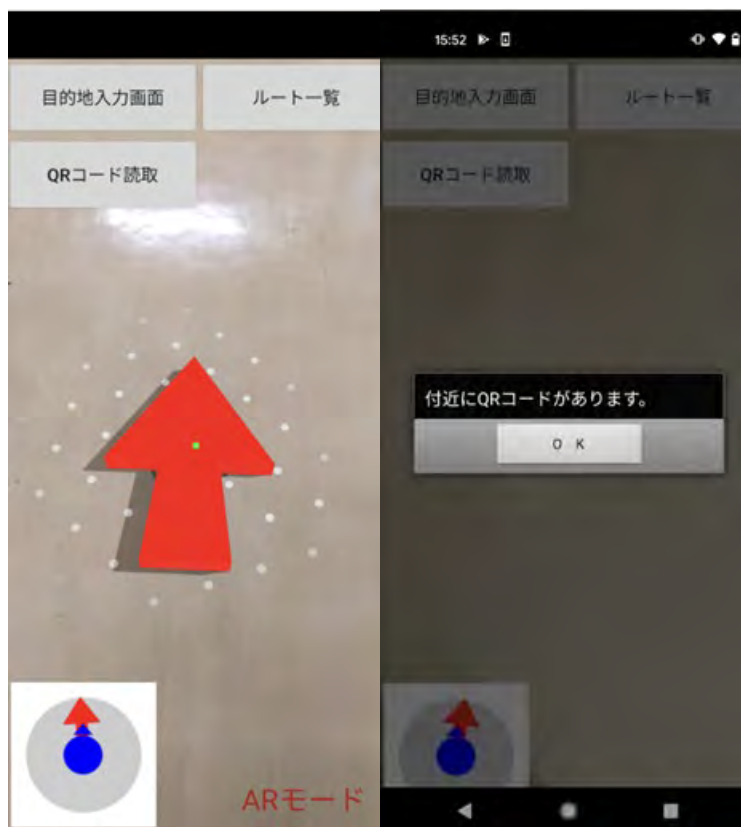 目的地入力画面
ルート一覧
QRコード読取
ARモード
15:52
目的地入力画面
ルート一覧
QRコード読取
付近にQRコードがあります。
O K